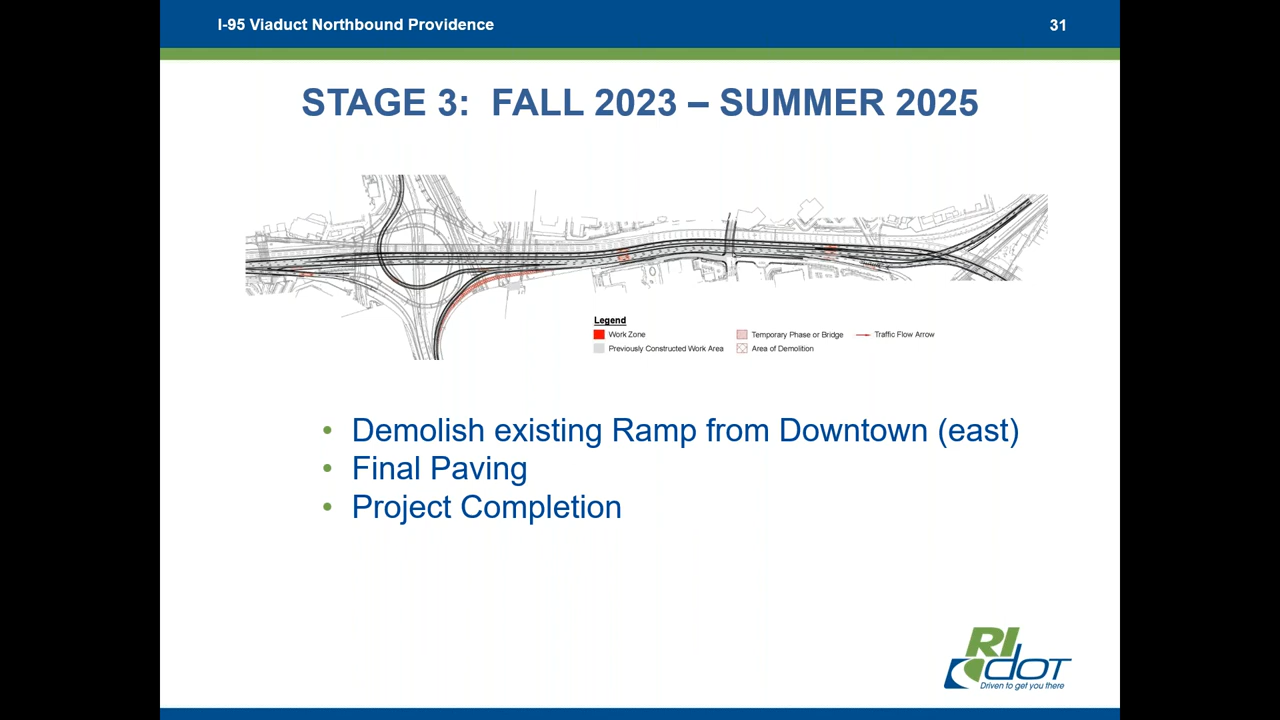 I-95 Viaduct Northbound Providence
31
STAGE 3: FALL 2023 – SUMMER 2025
Legend
Work Zone
Temporary Phase or Bridge
Traffic Flow Arrow
Previously Constructed Work Area
Area of Demolition
• Demolish existing Ramp from Downtown (east)
• Final Paving
• Project Completion
RI
DOT
Driven to get you there